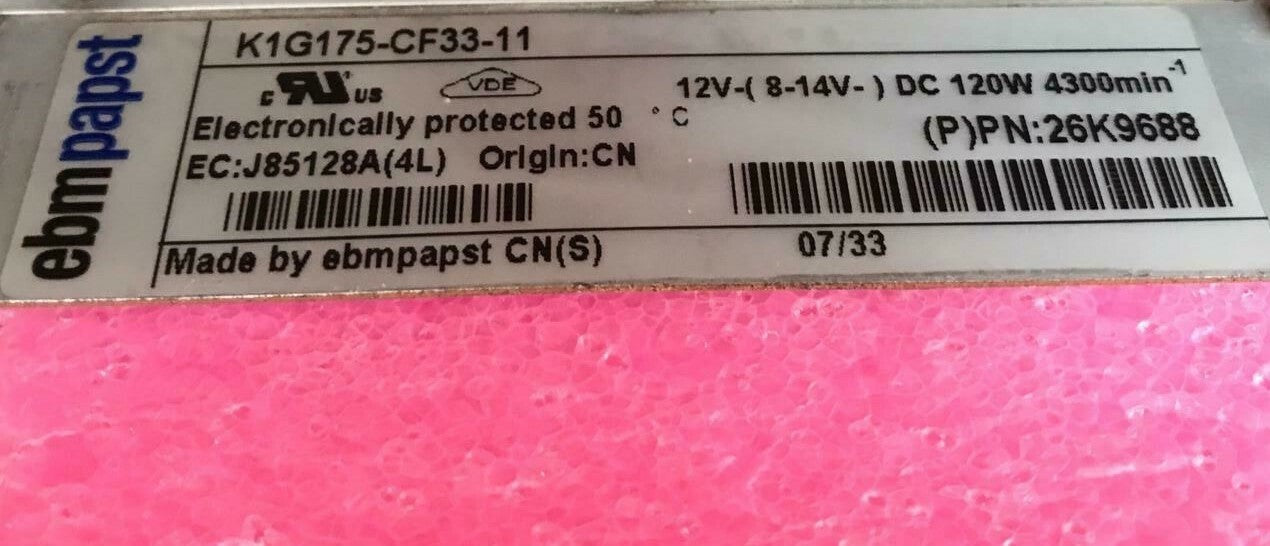 ebmpapst
K1G175-CF33-11
c RU US VDE 12V-( 8-14V- ) DC 120W 4300min-1
Electronically protected 50 °C
(P)PN:26K9688
EC:J85128A(4L) Origin:CN
Made by ebmpapst CN(S) 07/33